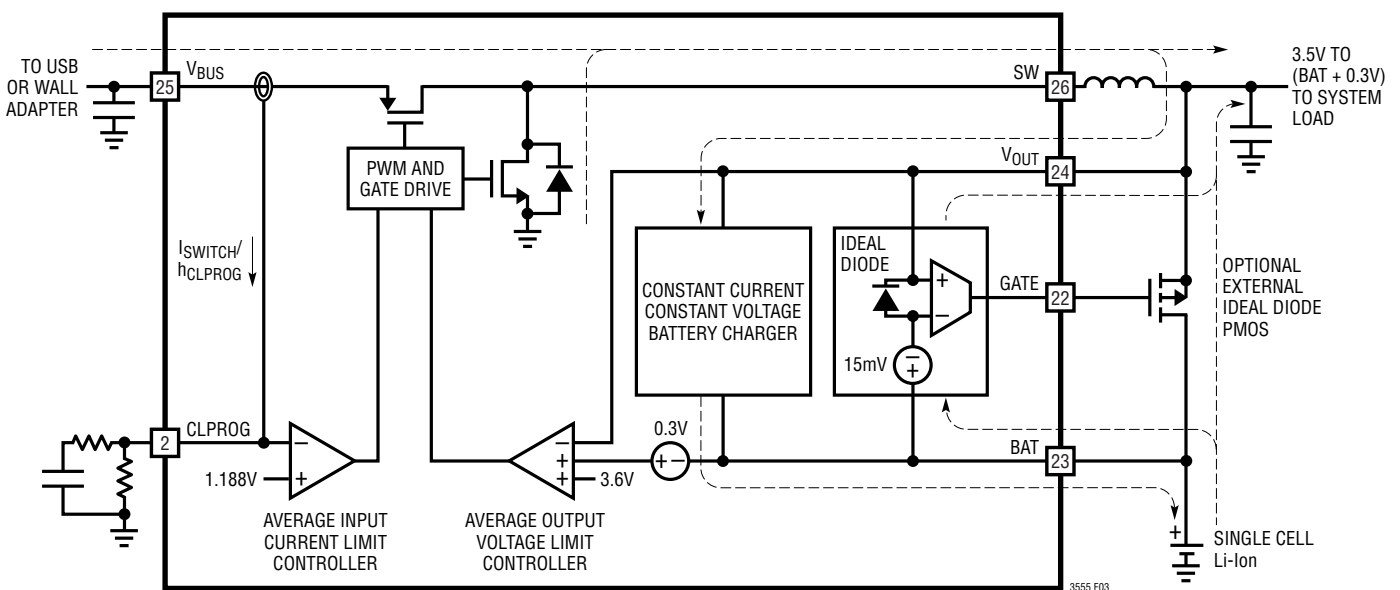 TO USB
OR WALL
ADAPTER
25
VBUS
SW
26
3.5V TO
(BAT + 0.3V)
TO SYSTEM
LOAD
PWM AND
GATE DRIVE
VOUT
24
ISWITCH/
hCLPROG
CONSTANT CURRENT
CONSTANT VOLTAGE
BATTERY CHARGER
IDEAL
DIODE
+
−
15mV
−
+
GATE
22
OPTIONAL
EXTERNAL
IDEAL DIODE
PMOS
2
CLPROG
−
+
1.188V
AVERAGE INPUT
CURRENT LIMIT
CONTROLLER
−
+
+
3.6V
0.3V
+ −
AVERAGE OUTPUT
VOLTAGE LIMIT
CONTROLLER
BAT
23
+
SINGLE CELL
Li-Ion
3555 F03